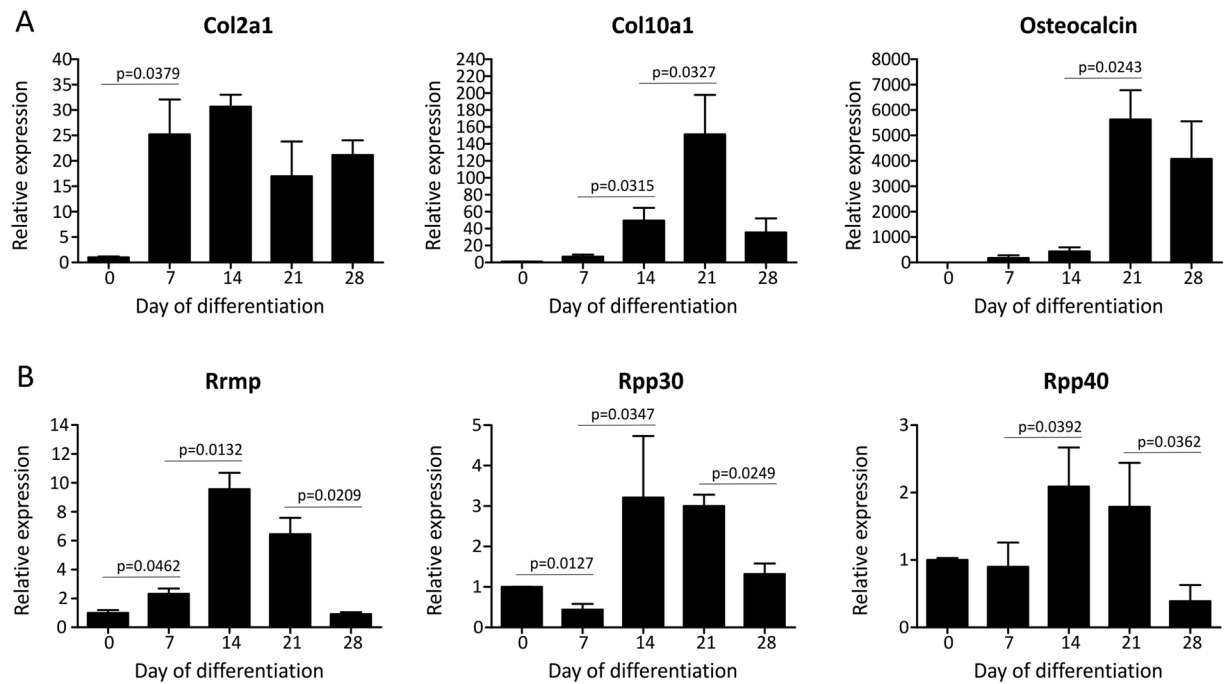 A
Col2a1
Relative expression
40
35
30
25
20
15
10
5
0
p=0.0379
0 7 14 21 28
Day of differentiation
Col10a1
Relative expression
240
220
200
180
160
140
120
100
80
60
40
20
0
p=0.0327
p=0.0315
0 7 14 21 28
Day of differentiation
Osteocalcin
Relative expression
8000
7000
6000
5000
4000
3000
2000
1000
0
p=0.0243
0 7 14 21 28
Day of differentiation
B
Rrmp
Relative expression
14
12
10
8
6
4
2
0
p=0.0132
p=0.0209
p=0.0462
0 7 14 21 28
Day of differentiation
Rpp30
Relative expression
5
4
3
2
1
0
p=0.0347
p=0.0249
p=0.0127
0 7 14 21 28
Day of differentiation
Rpp40
Relative expression
3
2
1
0
p=0.0392
p=0.0362
0 7 14 21 28
Day of differentiation